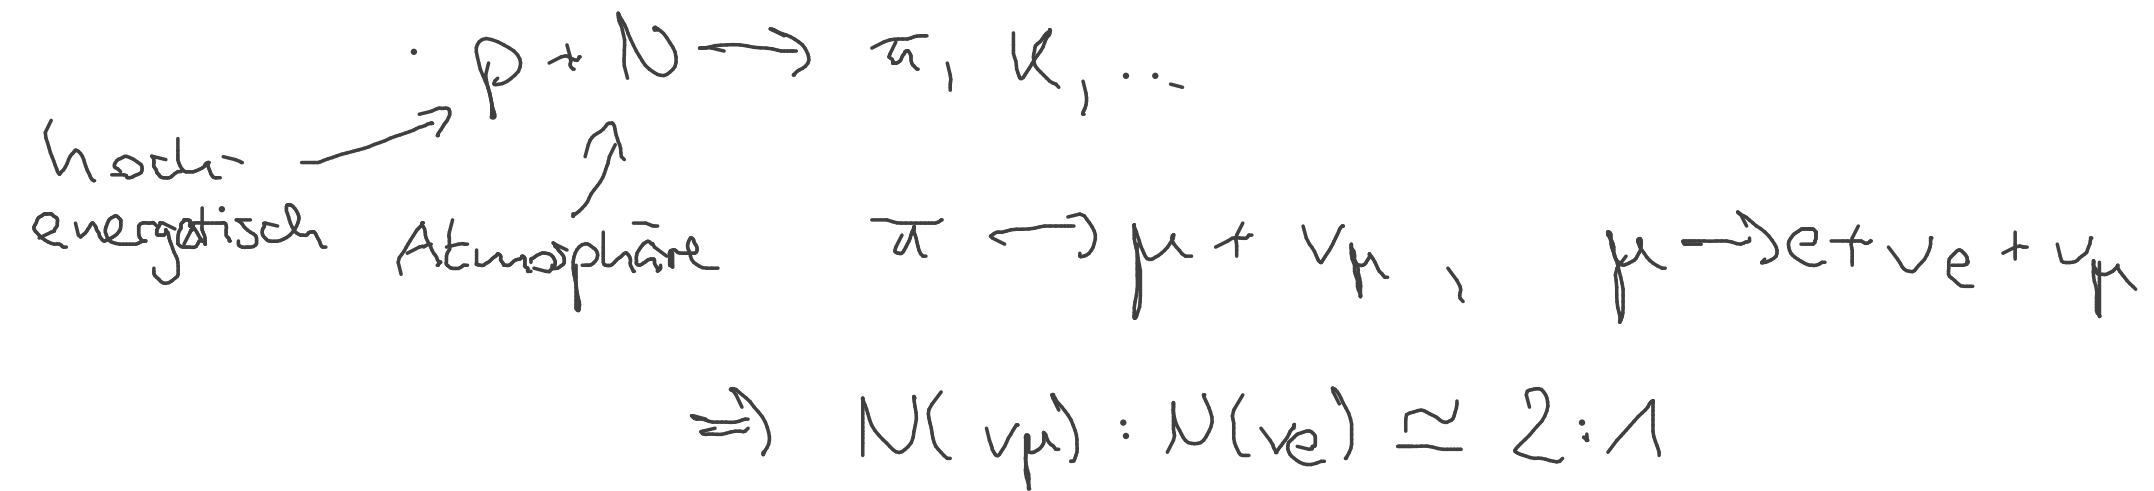 · p + N → π, K, ...
hoch-
energetisch
Atmosphäre
π → μ + ν_μ , μ → e + ν_e + ν_μ
⇒ N(ν_μ) : N(ν_e) ≃ 2:1